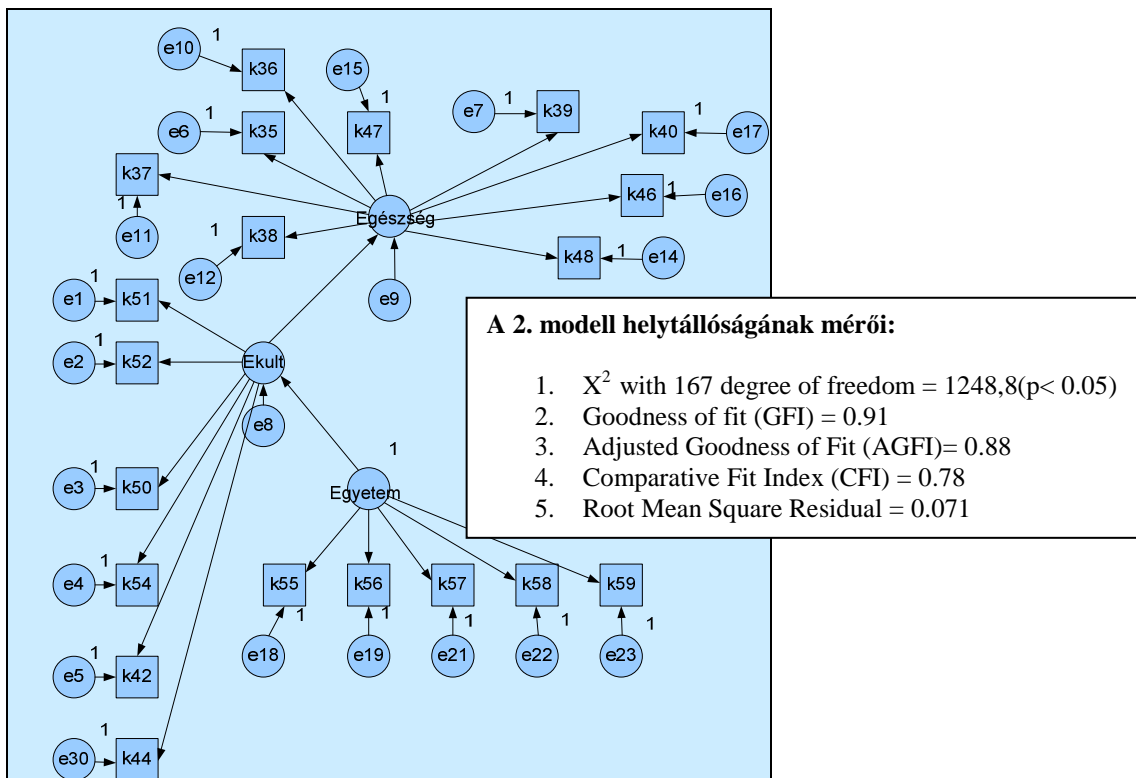 1
e10
k36
e15
1
1
e7
k39
1
e6
k35
k47
k40
1
e17
k37
k46
1
e16
1
Egészség
e11
1
k38
k48
1
e14
e12
1
k51
e9
e1
A 2. modell helytállóságának mérői:
1
e2
k52
Ekult
1. X² with 167 degree of freedom = 1248,8(p< 0.05)
2. Goodness of fit (GFI) = 0.91
3. Adjusted Goodness of Fit (AGFI)= 0.88
4. Comparative Fit Index (CFI) = 0.78
5. Root Mean Square Residual = 0.071
e8
1
1
e3
k50
Egyetem
1
e4
k54
k55
k56
k57
k58
k59
1
1
1
1
1
1
e5
k42
e18
e19
e21
e22
e23
1
e30
k44